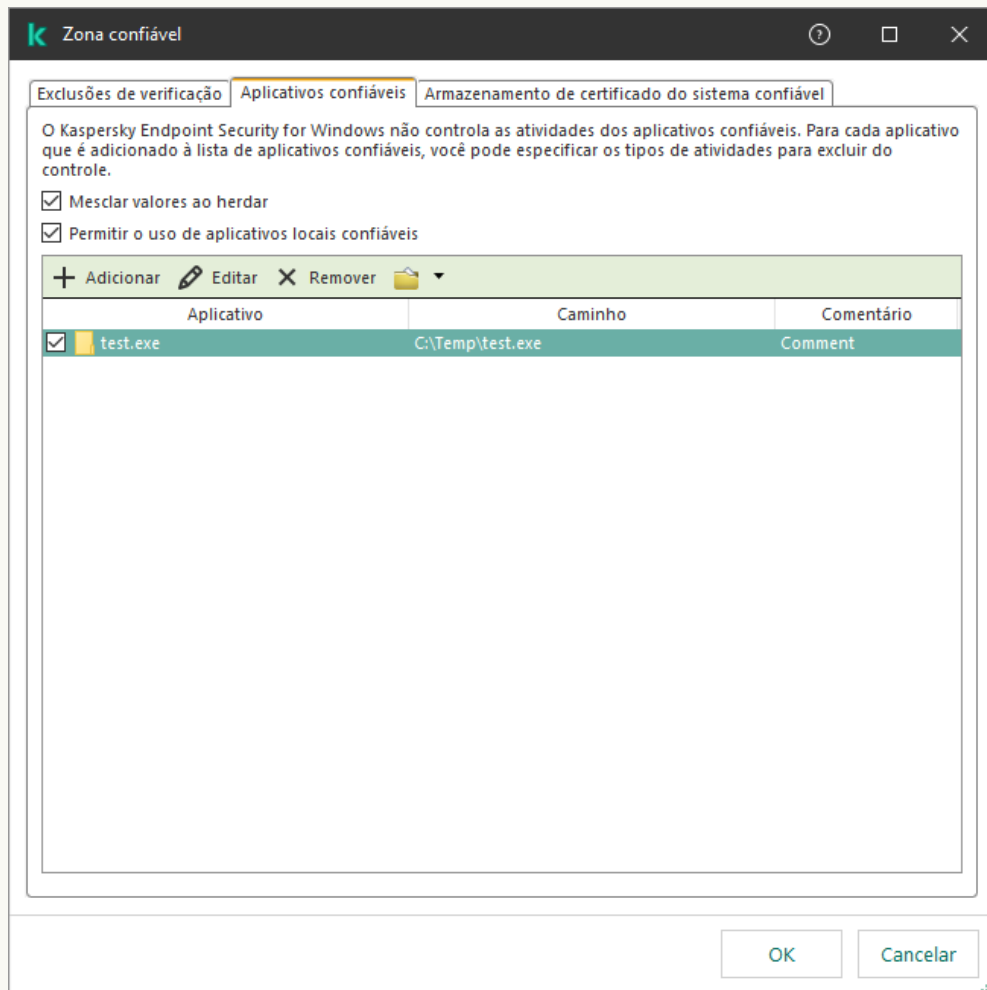 Zona confiável
Exclusões de verificação Aplicativos confiáveis Armazenamento de certificado do sistema confiável
O Kaspersky Endpoint Security for Windows não controla as atividades dos aplicativos confiáveis. Para cada aplicativo
que é adicionado à lista de aplicativos confiáveis, você pode especificar os tipos de atividades para excluir do
controle.
Mesclar valores ao herdar
Permitir o uso de aplicativos locais confiáveis
Adicionar Editar Remover
Aplicativo Caminho Comentário
test.exe C:\Temp\test.exe Comment
OK Cancelar